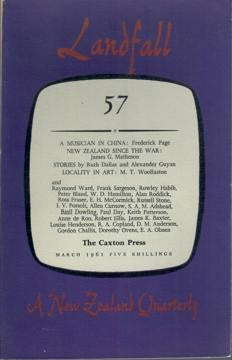 Landfall
57
A MUSICIAN IN CHINA: Frederick Page
NEW ZEALAND SINCE THE WAR:
James G. Matheson
STORIES by Ruth Dallas and Alexander Guyan
LOCALITY IN ART: M. T. Woollaston
and
Raymond Ward, Frank Sargeson, Rowley Habib,
Peter Bland, W. D. Hamilton, Alan Roddick,
Ross Fraser, E. H. McCormick, Russell Stone,
I. V. Porsolt, Allen Curnow, S. A. M. Adshead,
Basil Dowling, Paul Day, Keith Patterson,
Anne de Roo, Robert Ellis, James K. Baxter,
Louise Henderson, R. A. Copland, D. M. Anderson,
Gordon Challis, Dorothy Ovens, E. A. Olssen
The Caxton Press
MARCH 1961 FIVE SHILLINGS
A New Zealand Quarterly